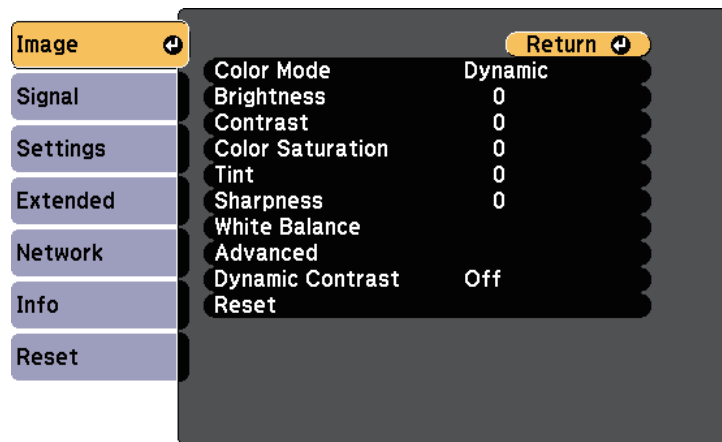 Image
Signal
Settings
Extended
Network
Info
Reset
Return
Color Mode Dynamic
Brightness 0
Contrast 0
Color Saturation 0
Tint 0
Sharpness 0
White Balance
Advanced
Dynamic Contrast Off
Reset